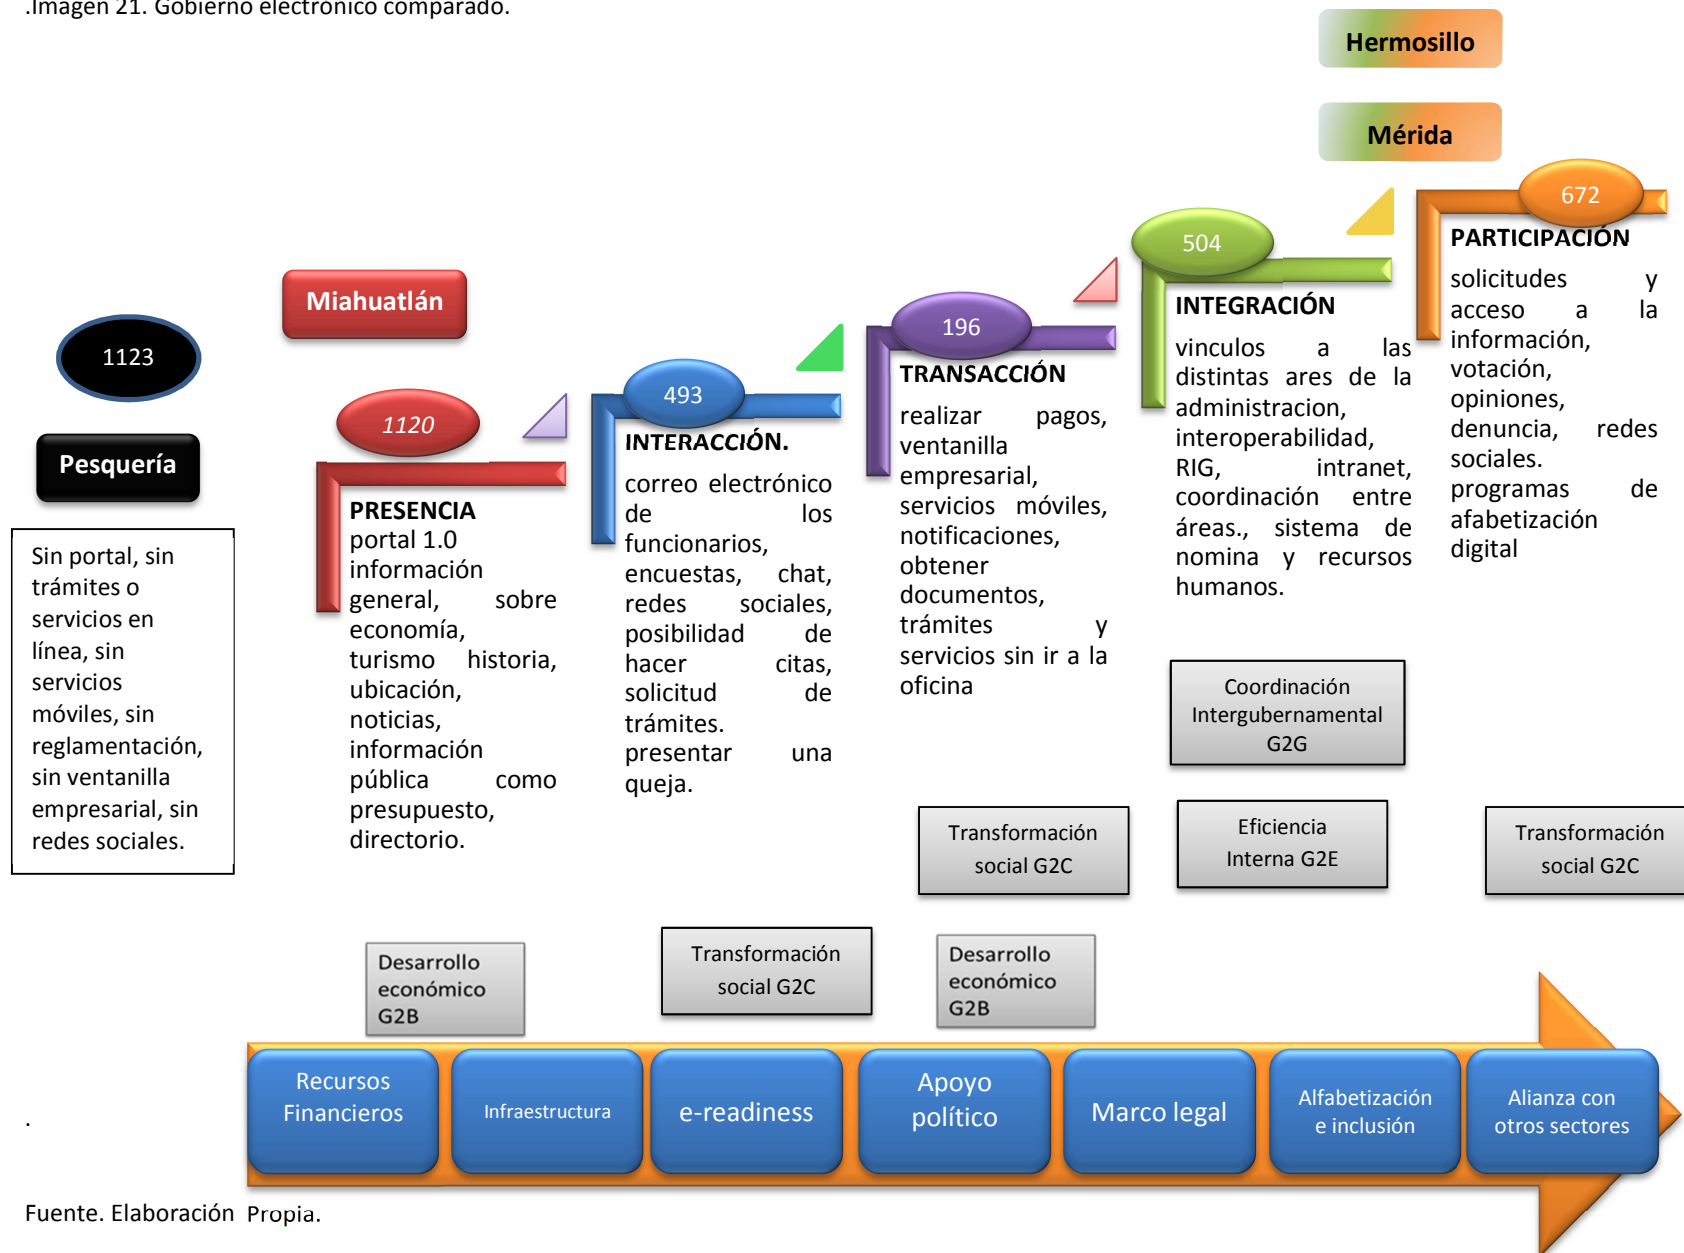 .Imagen 21. Gobierno electrónico comparado.
Hermosillo
Mérida
1123
Pesquería
Sin portal, sin
trámites o
servicios en
línea, sin
servicios
móviles, sin
reglamentación,
sin ventanilla
empresarial, sin
redes sociales.
Miahuatlán
1120
PRESENCIA
portal 1.0
información
general, sobre
economía,
turismo historia,
ubicación,
noticias,
información
pública como
presupuesto,
directorio.
493
INTERACCIÓN.
correo electrónico
de los
funcionarios,
encuestas, chat,
redes sociales,
posibilidad de
hacer citas,
solicitud de
trámites.
presentar una
queja.
196
TRANSACCIÓN
realizar pagos,
ventanilla
empresarial,
servicios móviles,
notificaciones,
obtener
documentos,
trámites y
servicios sin ir a la
oficina
504
INTEGRACIÓN
vinculos a las
distintas ares de la
administracion,
interoperabilidad,
RIG, intranet,
coordinación entre
áreas., sistema de
nomina y recursos
humanos.
672
PARTICIPACIÓN
solicitudes y
acceso a la
información,
votación,
opiniones,
denuncia, redes
sociales.
programas de
afabetización
digital
Coordinación
Intergubernamental
G2G
Transformación
social G2C
Eficiencia
Interna G2E
Transformación
social G2C
Desarrollo
económico
G2B
Transformación
social G2C
Desarrollo
económico
G2B
Recursos
Financieros
Infraestructura
e-readiness
Apoyo
político
Marco legal
Alfabetización
e inclusión
Alianza con
otros sectores
.
Fuente. Elaboración Propia.